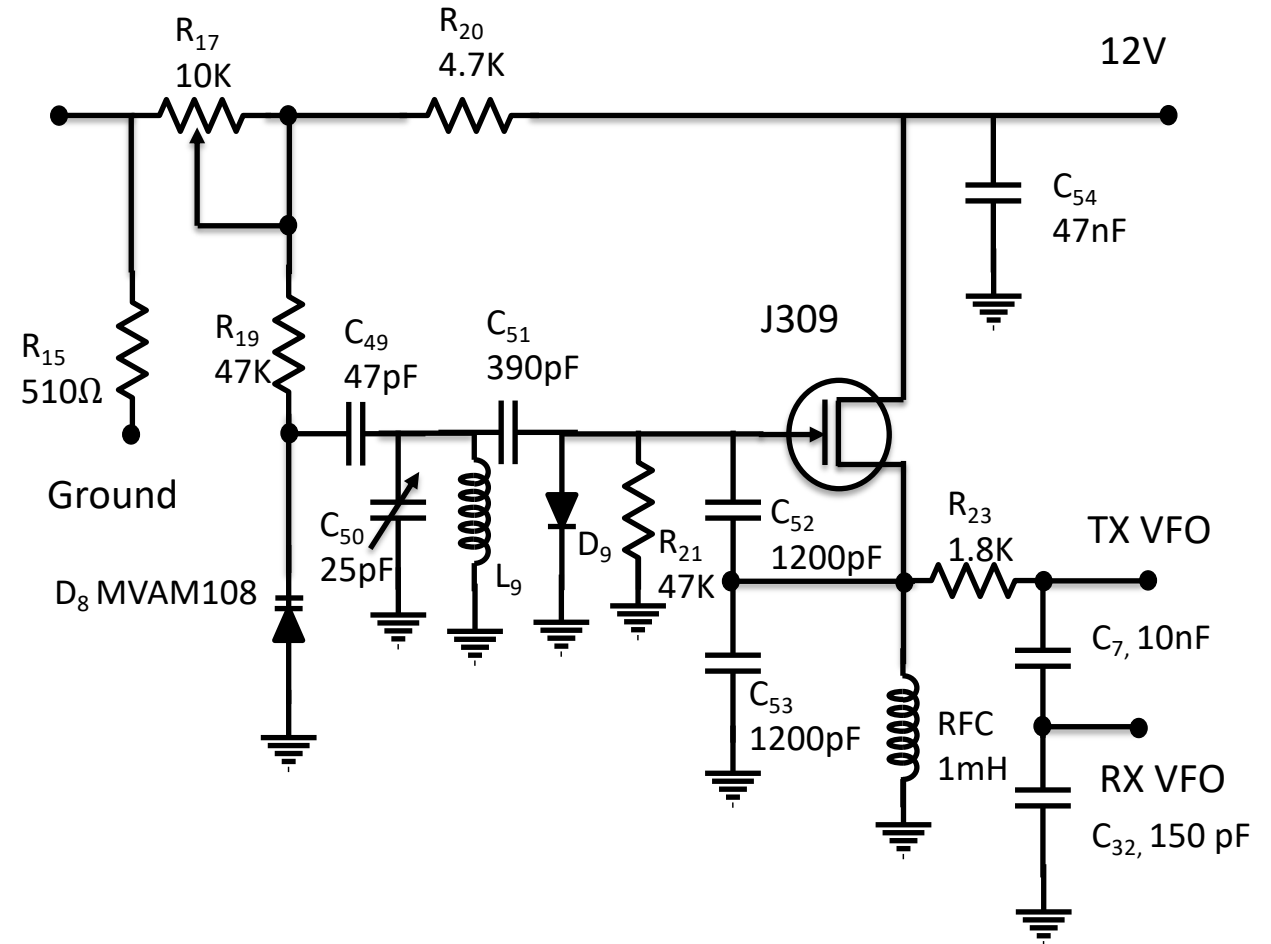 R₁₇
10K
R₂₀
4.7K
12V
C₅₄
47nF
J309
R₁₅
510Ω
R₁₉
47K
C₄₉
47pF
C₅₁
390pF
Ground
C₅₀
25pF
L₉
D₉
R₂₁
47K
C₅₂
1200pF
R₂₃
1.8K
TX VFO
D₈ MVAM108
C₇, 10nF
C₅₃
1200pF
RFC
1mH
RX VFO
C₃₂, 150 pF